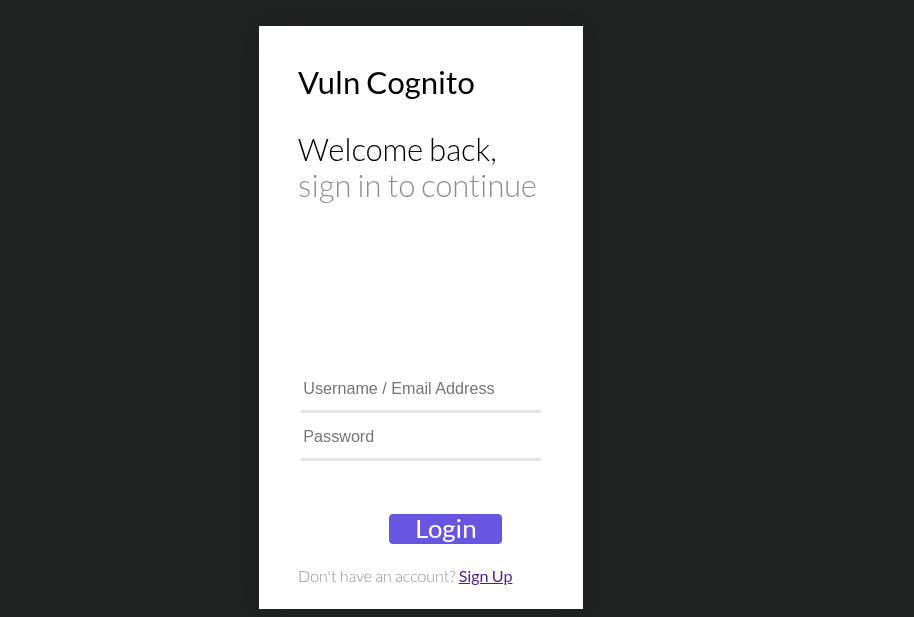 Vuln Cognito
Welcome back,
sign in to continue
Username / Email Address
Password
Login
Don't have an account? Sign Up